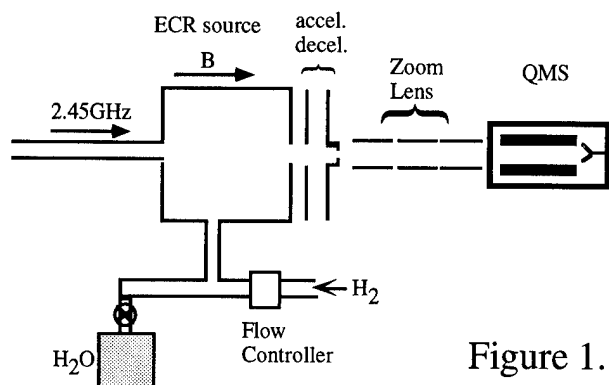 ECR source
accel.
decel.
B
Zoom
Lens
QMS
2.45GHz
H2
Flow
Controller
H2O
Figure 1.